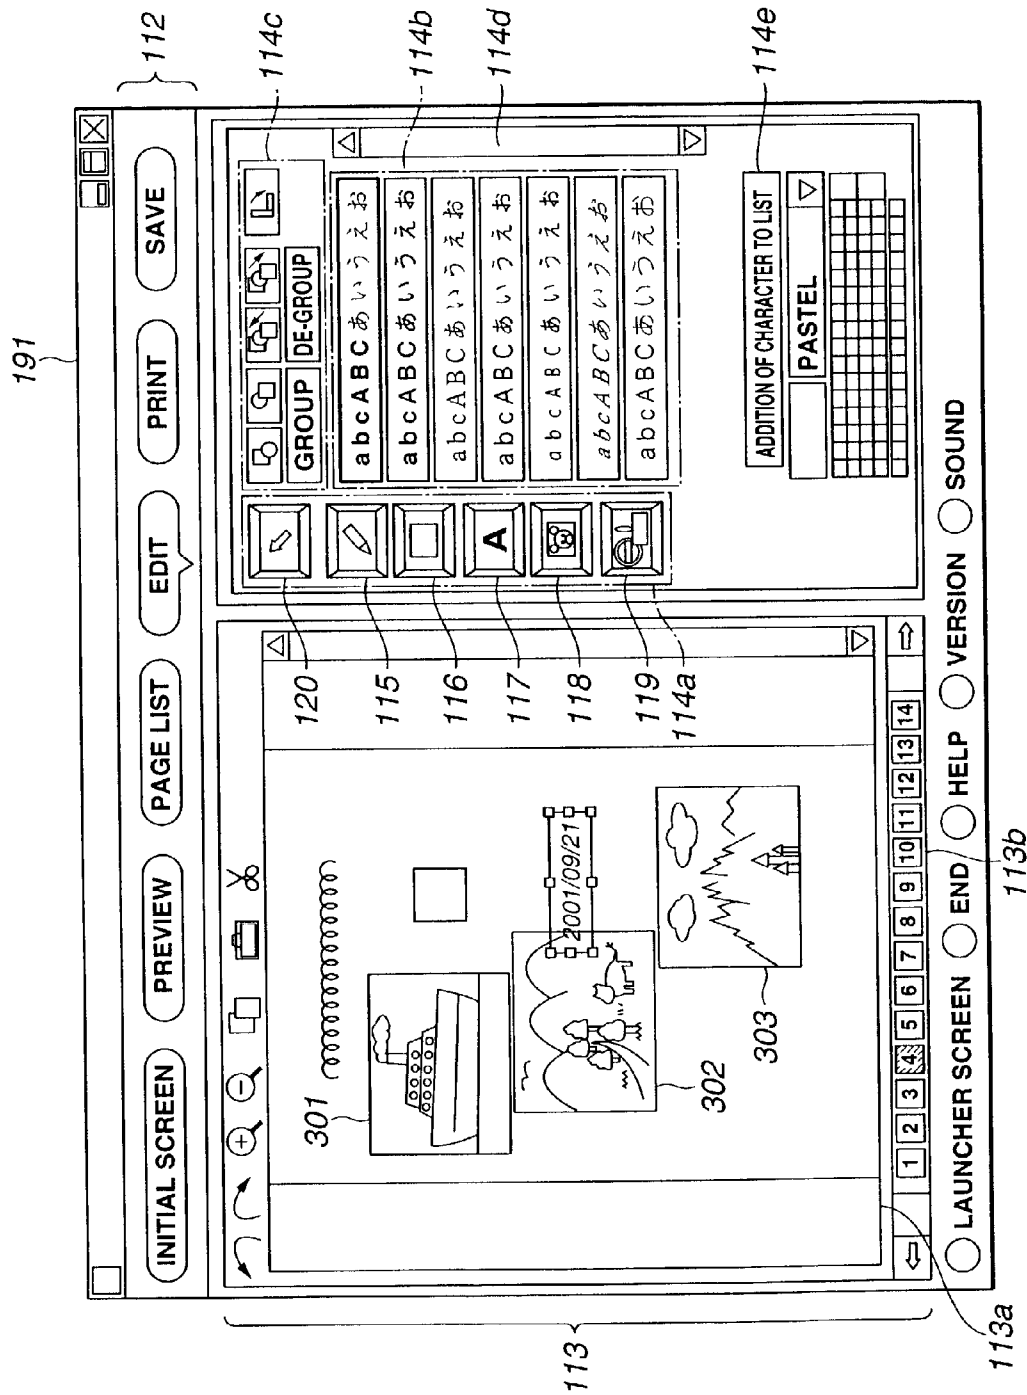 191
112
INITIAL SCREEN
PREVIEW
PAGE LIST
EDIT
PRINT
SAVE
114c
GROUP
DE-GROUP
114b
abcABCあいうえお
abcABCあいうえお
abcABCあいうえお
abcABCあいうえお
abcABCあいうえお
abcABCあいうえお
abcABCあいうえお
114d
ADDITION OF CHARACTER TO LIST
114e
PASTEL
A
120
115
116
117
118
119
114a
301
302
303
2001/09/21
1 2 3 4 5 6 7 8 9 10 11 12 13 14
113
113a
113b
LAUNCHER SCREEN
END
HELP
VERSION
SOUND